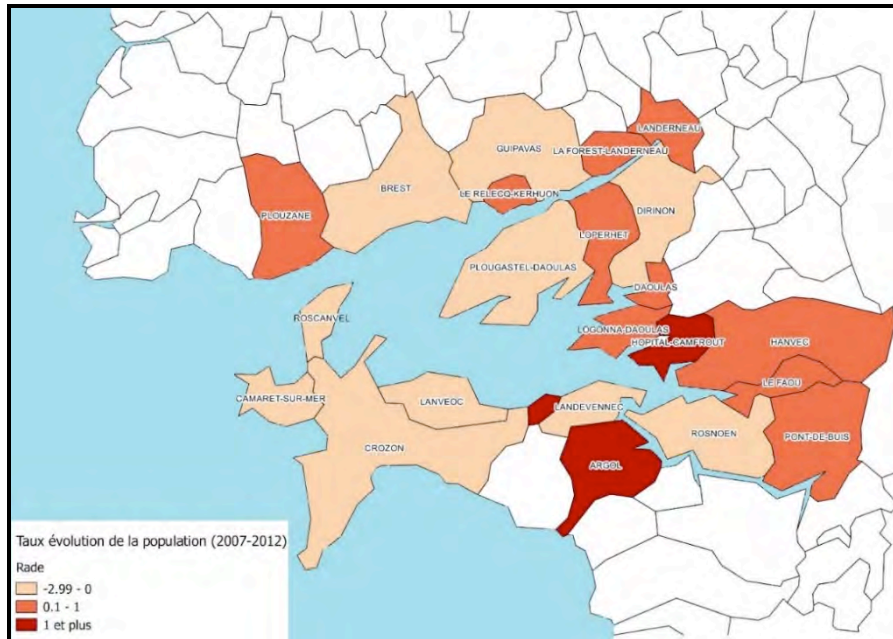 LANDERNEAU
GUIPAVAS
LA FOREST-LANDERNEAU
BREST
LE RELECQ-KERHUON
PLOUZANE
DIRINON
LOPERHET
PLOUGASTEL-DAOULAS
DAOULAS
ROSCANVEL
LOGONNA-DAOULAS
HOPITAL-CAMFROUT
HANVEC
LE FAOU
CAMARET-SUR-MER
LANVEOC
LANDEVENNEC
ROSNOEN
PONT-DE-BUIS
CROZON
ARGOL
Taux évolution de la population (2007-2012)
Rade
-2.99 - 0
0.1 - 1
1 et plus